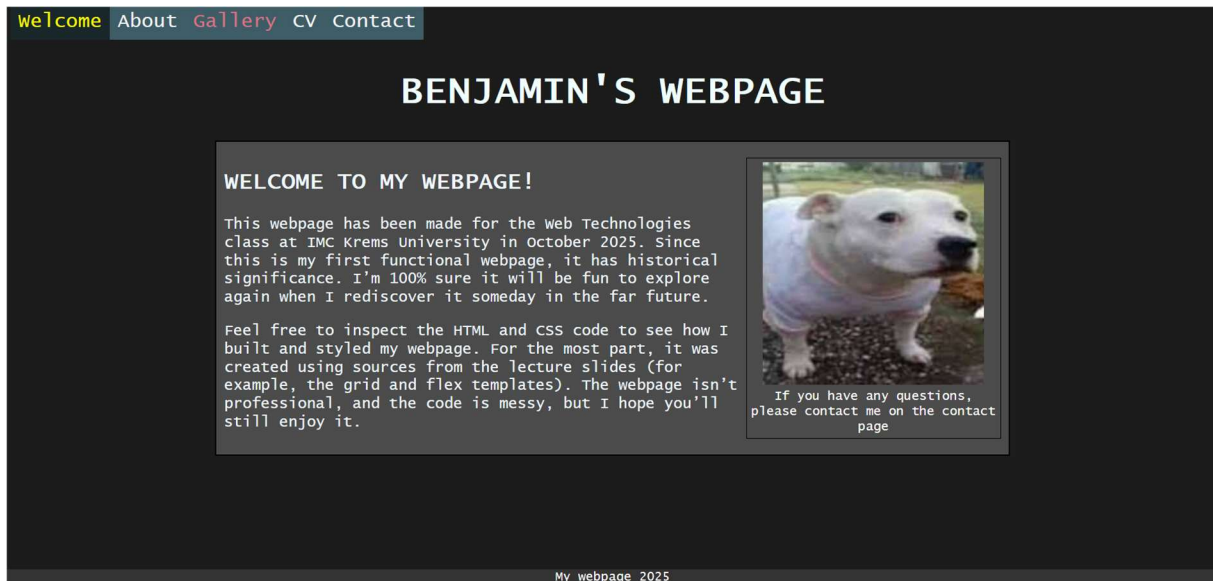 Welcome About Gallery CV Contact
BENJAMIN'S WEBPAGE
WELCOME TO MY WEBPAGE!
This webpage has been made for the Web Technologies
class at IMC Krems University in October 2025. Since
this is my first functional webpage, it has historical
significance. I'm 100% sure it will be fun to explore
again when I rediscover it someday in the far future.
Feel free to inspect the HTML and CSS code to see how I
built and styled my webpage. For the most part, it was
created using sources from the lecture slides (for
example, the grid and flex templates). The webpage isn't
professional, and the code is messy, but I hope you'll
still enjoy it.
If you have any questions,
please contact me on the contact
page
My webpage 2025